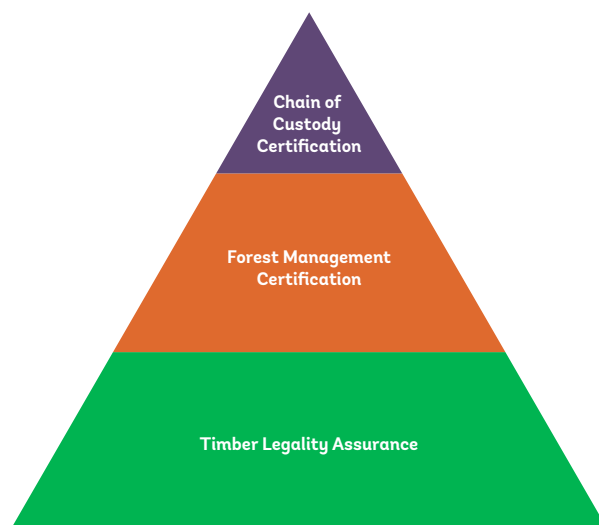 Chain of
Custody
Certification
Forest Management
Certification
Timber Legality Assurance